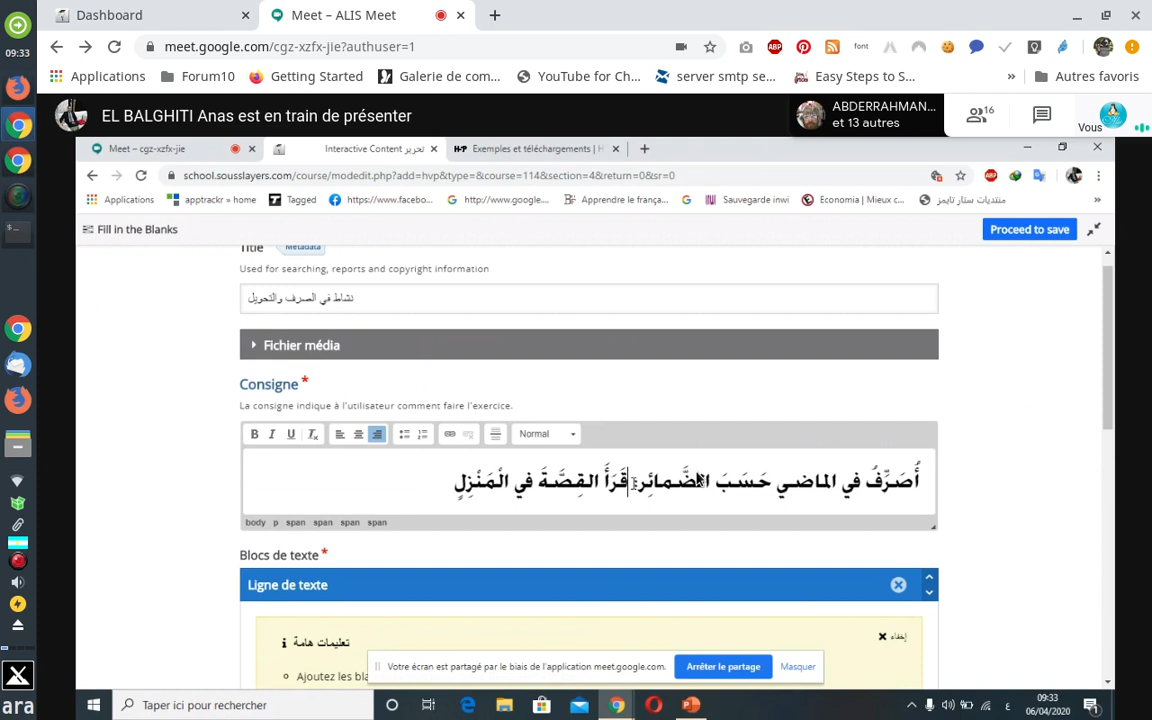 Dashboard
Meet – ALIS Meet
09:33
meet.google.com/cgz-xzfx-jie?authuser=1
font
Applications
Forum10
Getting Started
Galerie de com...
YouTube for Ch...
server smtp se...
Easy Steps to S...
»
Autres favoris
EL BALGHITI Anas est en train de présenter
ABDERRAHMAN...
et 13 autres
16
Vous
Meet – cgz-xzfx-jie
Interactive Content تحرير
Exemples et téléchargements | H
school.sousslayers.com/course/modedit.php?add=hvp&type=&course=114&section=4&return=0&sr=0
Applications
apptrackr » home
Tagged
https://www.facebo...
http://www.google....
Apprendre le frança...
Sauvegarde inwi
Economia | Mieux c...
منتديات ستار تايمز
»
Fill in the Blanks
Proceed to save
Title
Metadata
Used for searching, reports and copyright information
نشاط في الصرف والتحويل
Fichier média
Consigne *
La consigne indique à l'utilisateur comment faire l'exercice.
B I U Tx
Normal
أُصَرِّفُ في الماضي حَسَبَ الضَّمائِرِ: قَرَأَ القِصَّةَ في الْمَنْزِلِ
body p span span span span
Blocs de texte *
Ligne de texte
تعليمات هامة
إخفاء
Ajoutez les bla
Votre écran est partagé par le biais de l'application meet.google.com.
Arrêter le partage
Masquer
Taper ici pour rechercher
09:33
06/04/2020
ara